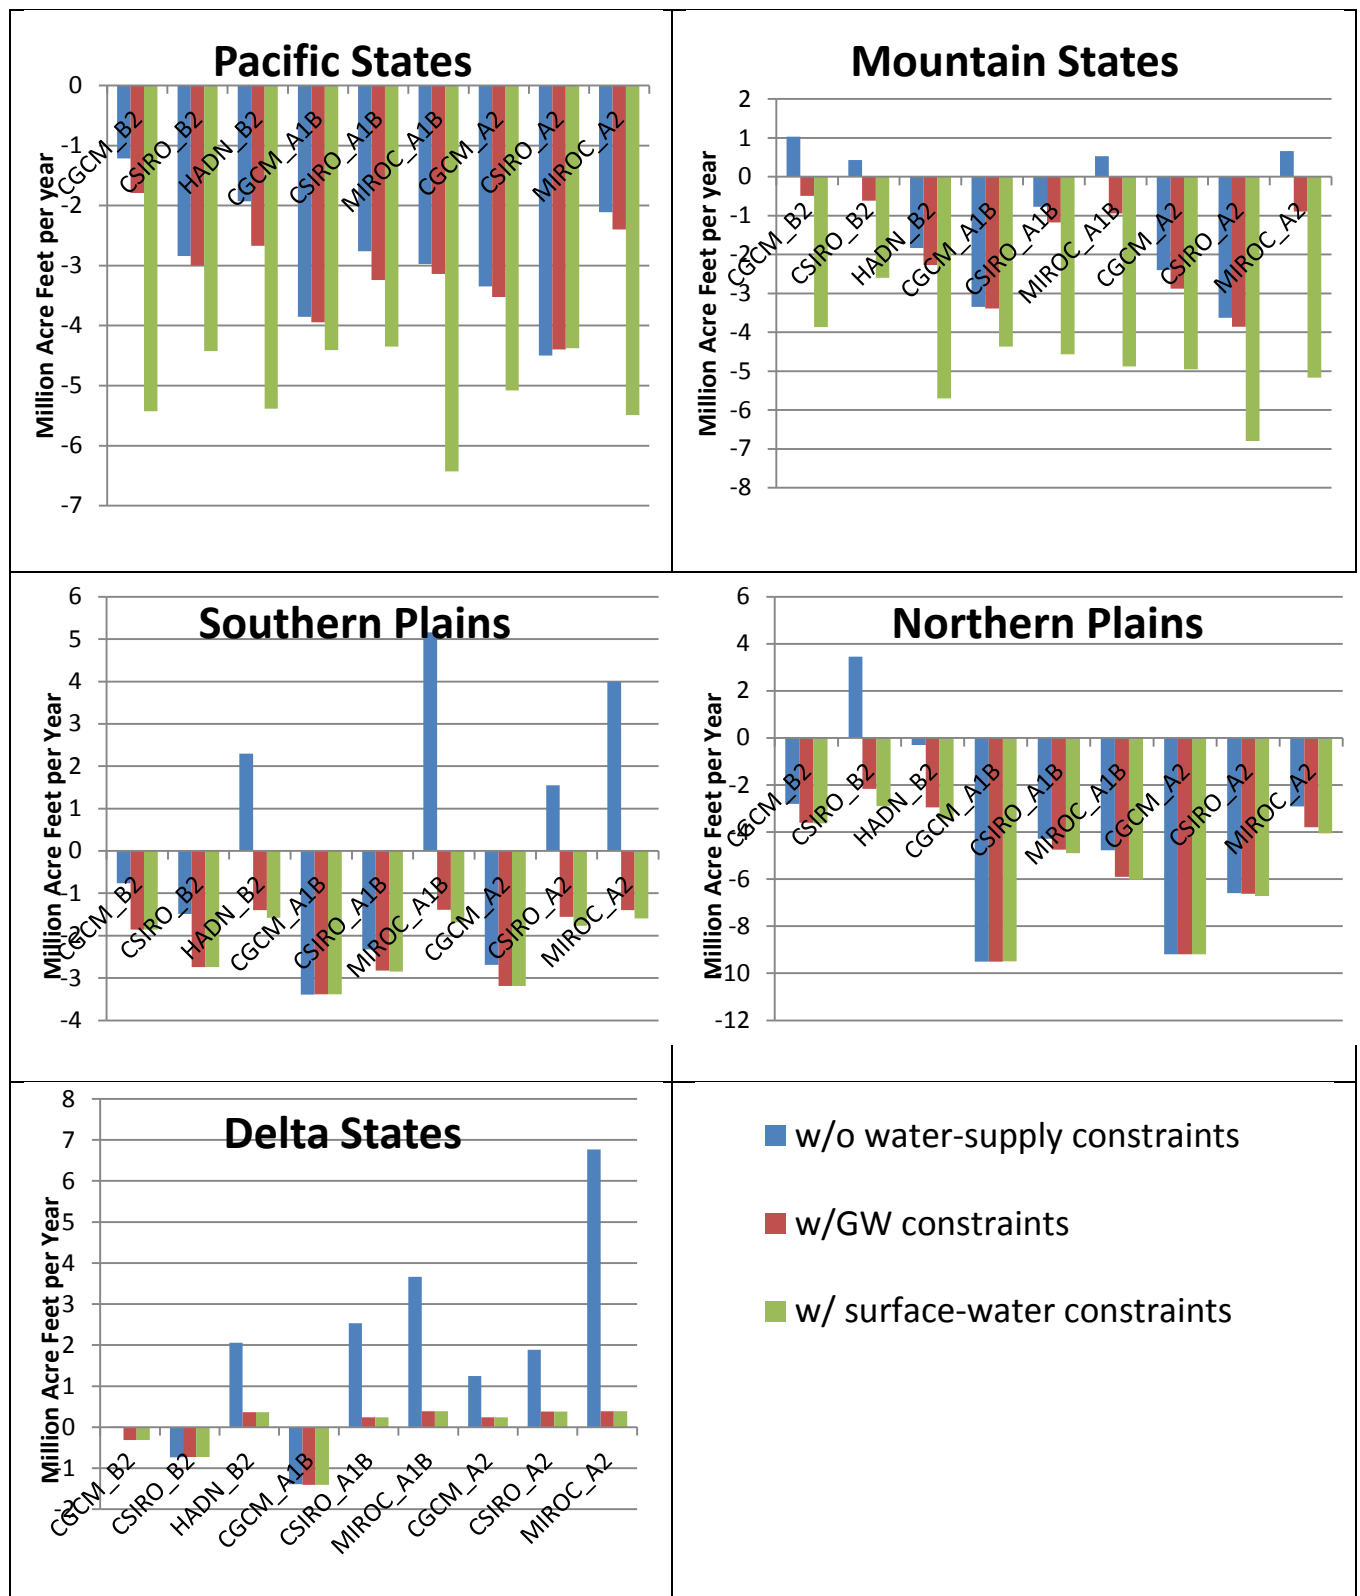 Pacific States
Million Acre Feet per year
0
-1
-2
-3
-4
-5
-6
-7
CGCM_B2
CSIRO_B2
HADN_B2
CGCM_A1B
CSIRO_A1B
MIROC_A1B
CGCM_A2
CSIRO_A2
MIROC_A2
Mountain States
Million Acre Feet per year
2
1
0
-1
-2
-3
-4
-5
-6
-7
-8
CGCM_B2
CSIRO_B2
HADN_B2
CGCM_A1B
CSIRO_A1B
MIROC_A1B
CGCM_A2
CSIRO_A2
MIROC_A2
Southern Plains
Million Acre Feet per Year
6
5
4
3
2
1
0
-1
-2
-3
-4
CGCM_B2
CSIRO_B2
HADN_B2
CGCM_A1B
CSIRO_A1B
MIROC_A1B
CGCM_A2
CSIRO_A2
MIROC_A2
Northern Plains
Million Acre Feet per Year
6
4
2
0
-2
-4
-6
-8
-10
-12
CGCM_B2
CSIRO_B2
HADN_B2
CGCM_A1B
CSIRO_A1B
MIROC_A1B
CGCM_A2
CSIRO_A2
MIROC_A2
Delta States
Million Acre Feet per Year
8
7
6
5
4
3
2
1
0
-1
-2
CGCM_B2
CSIRO_B2
HADN_B2
CGCM_A1B
CSIRO_A1B
MIROC_A1B
CGCM_A2
CSIRO_A2
MIROC_A2
w/o water-supply constraints
w/GW constraints
w/ surface-water constraints